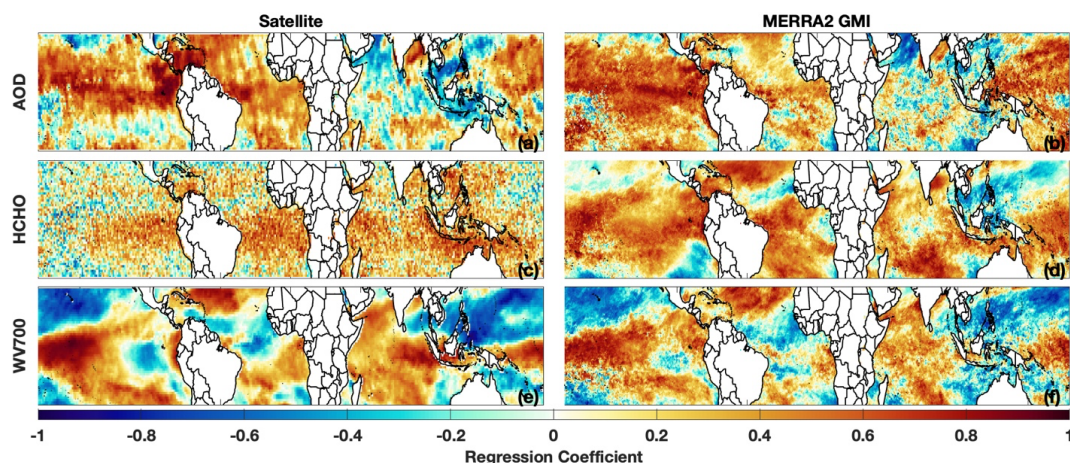 Satellite
MERRA2 GMI
AOD
(a)
(b)
HCHO
(c)
(d)
WV700
(e)
(f)
-1 -0.8 -0.6 -0.4 -0.2 0 0.2 0.4 0.6 0.8 1
Regression Coefficient